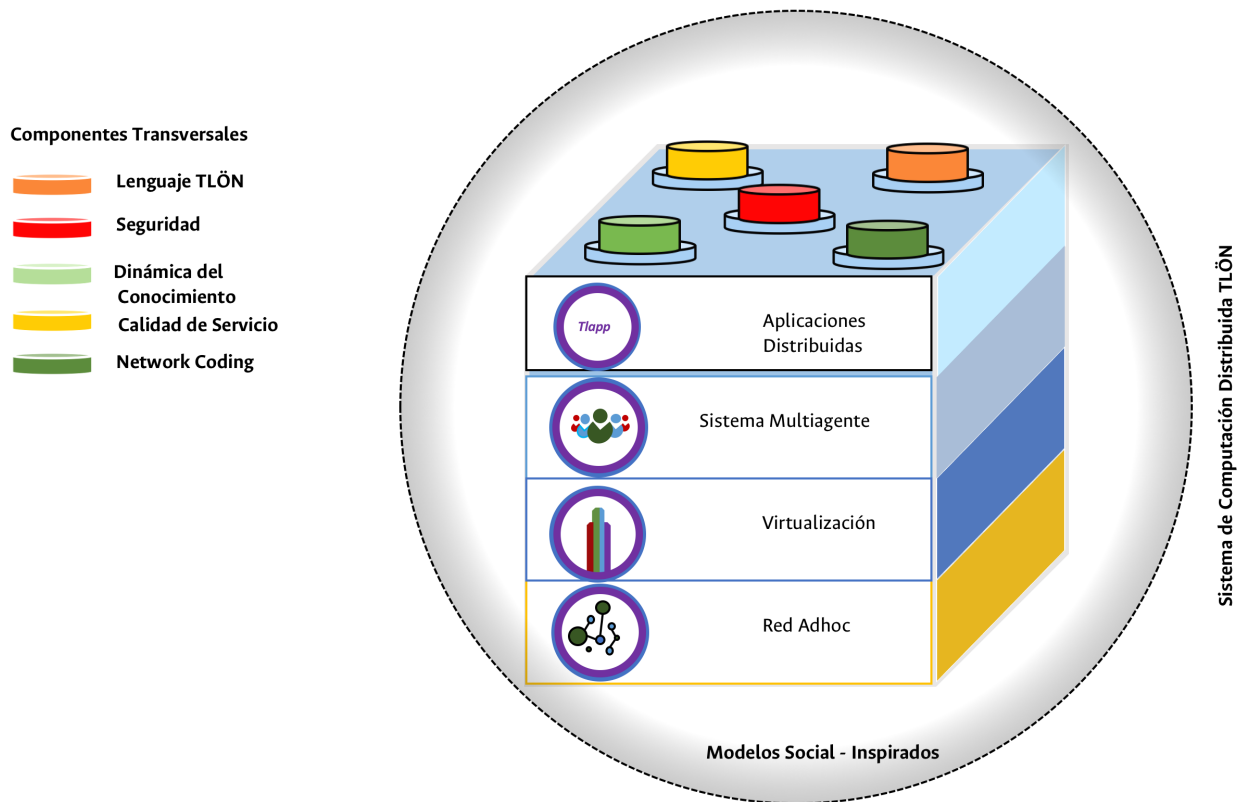 Componentes Transversales
Lenguaje TLÖN
Seguridad
Dinámica del
Conocimiento
Calidad de Servicio
Network Coding
Tlapp
Aplicaciones
Distribuidas
Sistema Multiagente
Virtualización
Red Adhoc
Modelos Social - Inspirados
Sistema de Computación Distribuida TLÖN